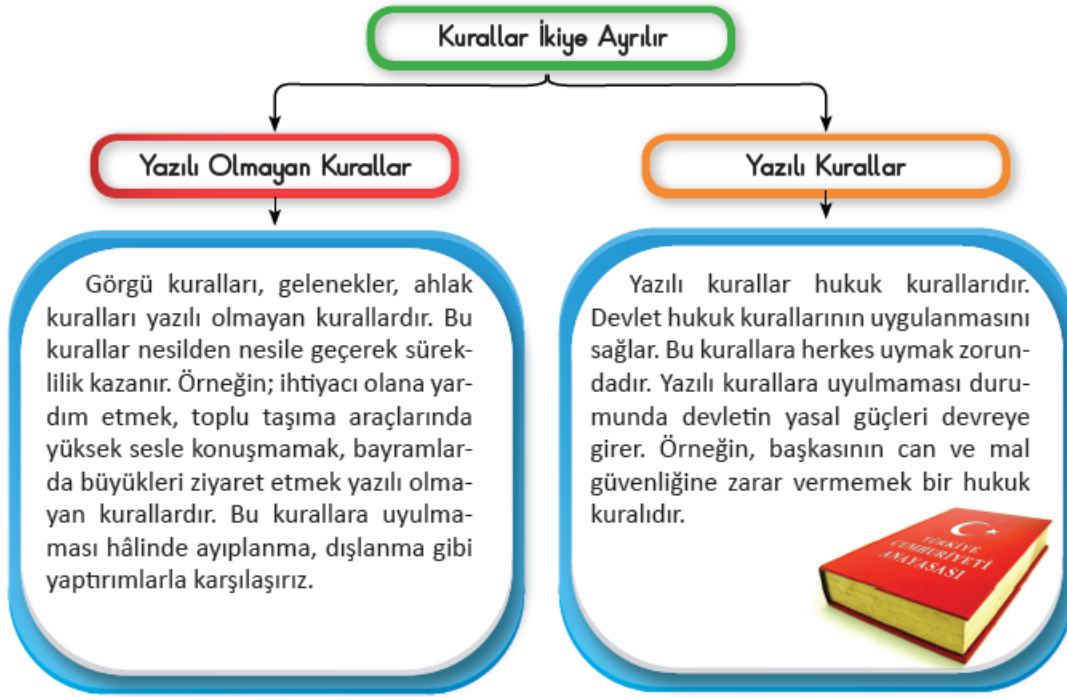 Kurallar İkiye Ayrılır
Yazılı Olmayan Kurallar
Görgü kuralları, gelenekler, ahlak
kuralları yazılı olmayan kurallardır. Bu
kurallar nesilden nesile geçerek sürek-
lilik kazanır. Örneğin; ihtiyacı olana yar-
dım etmek, toplu taşıma araçlarında
yüksek sesle konuşmamak, bayramlar-
da büyükleri ziyaret etmek yazılı olma-
yan kurallardır. Bu kurallara uyulma-
ması hâlinde ayıplanma, dışlanma gibi
yaptırımlarla karşılaşırız.
Yazılı Kurallar
Yazılı kurallar hukuk kurallarıdır.
Devlet hukuk kurallarının uygulanmasını
sağlar. Bu kurallara herkes uymak zorun-
dadır. Yazılı kurallara uyulmaması duru-
munda devletin yasal güçleri devreye
girer. Örneğin, başkasının can ve mal
güvenliğine zarar vermemek bir hukuk
kuralıdır.
TÜRKİYE
CUMHURİYETİ
ANAYASASI